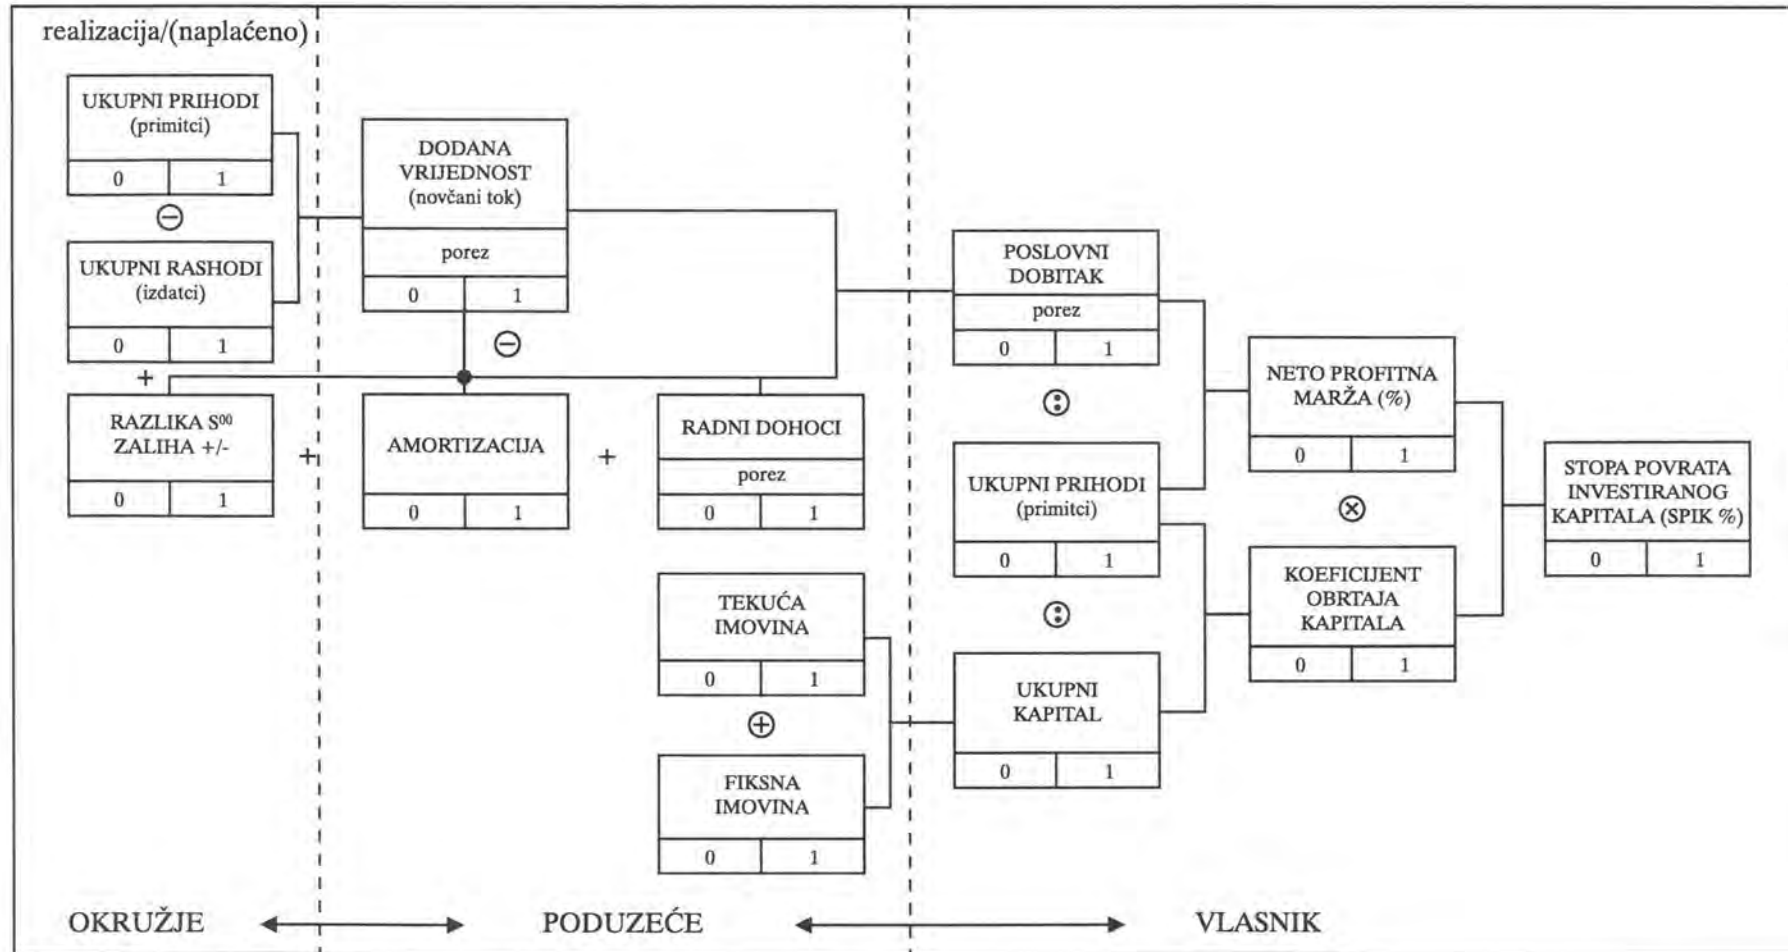 realizacija/(naplaćeno)
UKUPNI PRIHODI
(primitci)
0 1
−
UKUPNI RASHODI
(izdatci)
0 1
+
RAZLIKA S⁰⁰
ZALIHA +/-
0 1
+
DODANA
VRIJEDNOST
(novčani tok)
porez
0 1
−
AMORTIZACIJA
0 1
+
RADNI DOHOCI
porez
0 1
TEKUĆA
IMOVINA
0 1
+
FIKSNA
IMOVINA
0 1
POSLOVNI
DOBITAK
porez
0 1
:
UKUPNI PRIHODI
(primitci)
0 1
:
UKUPNI
KAPITAL
0 1
NETO PROFITNA
MARŽA (%)
0 1
×
KOEFICIJENT
OBRTAJA
KAPITALA
0 1
STOPA POVRATA
INVESTIRANOG
KAPITALA (SPIK %)
0 1
OKRUŽJE PODUZEĆE VLASNIK